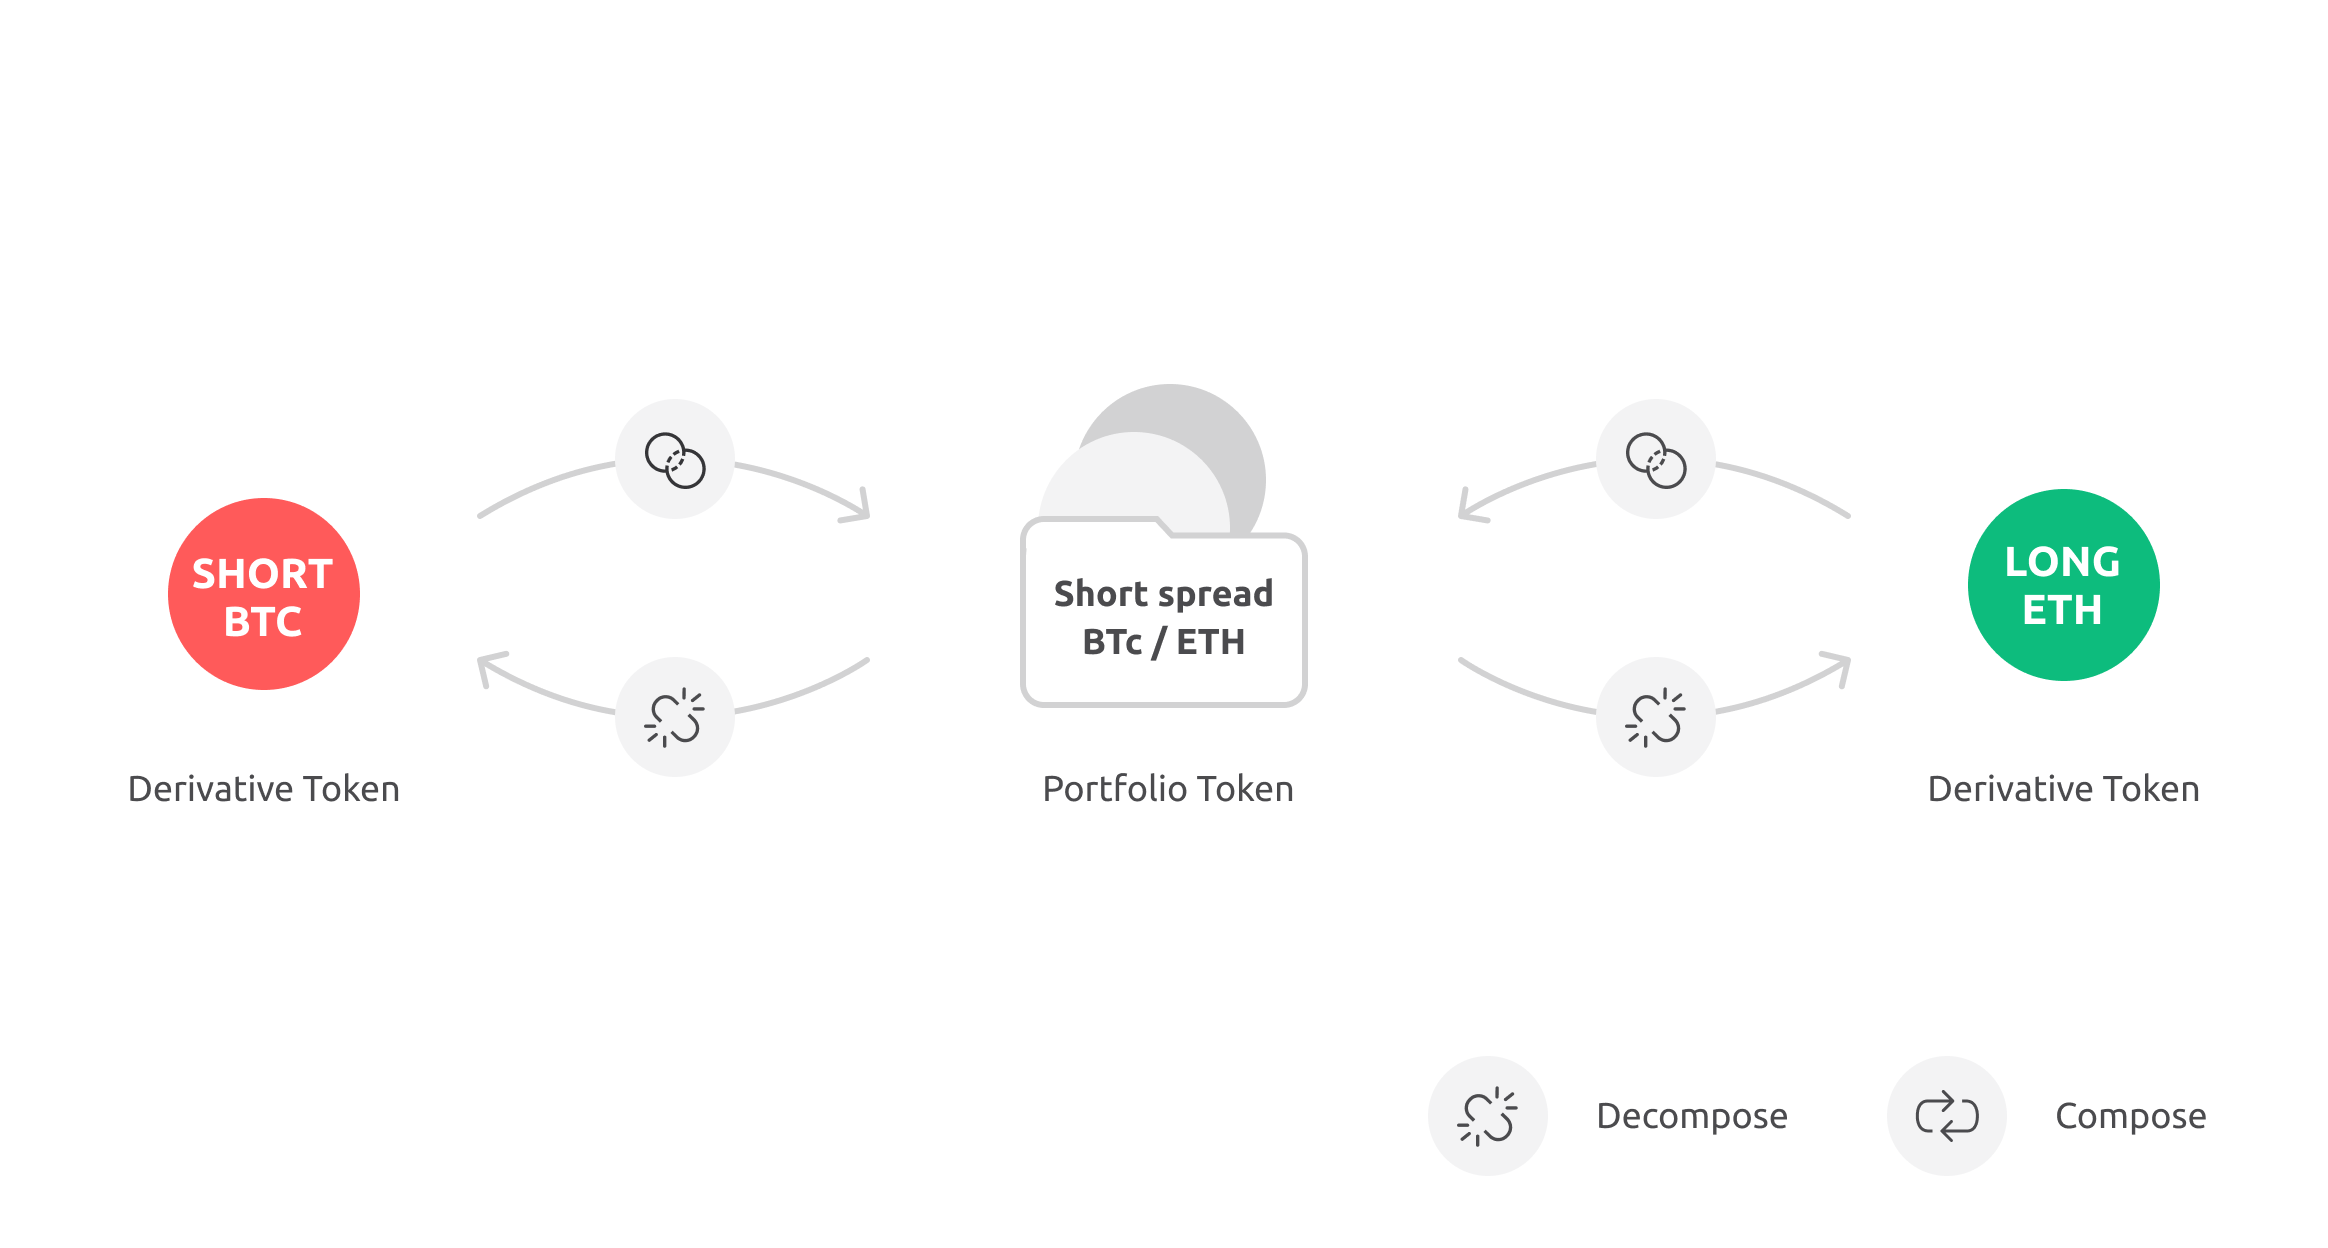 SHORT
BTC
Derivative Token
Short spread
BTc / ETH
Portfolio Token
LONG
ETH
Derivative Token
Decompose
Compose